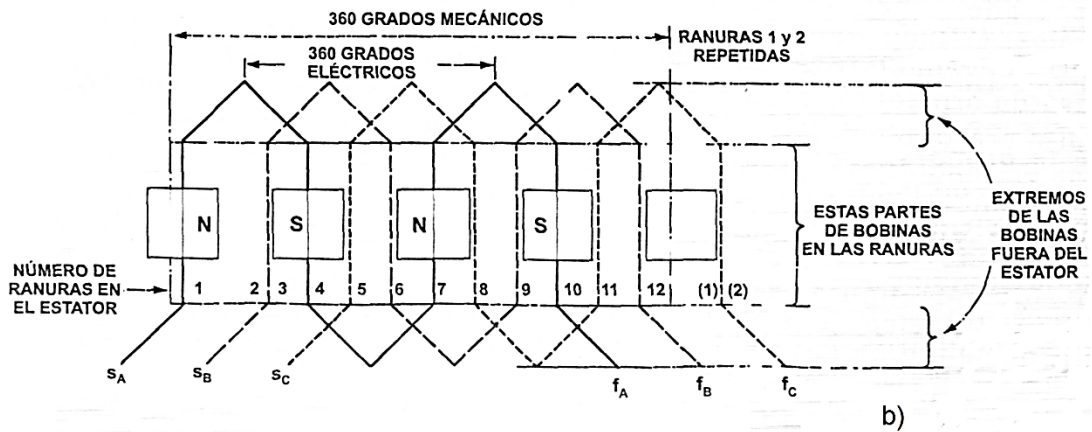 360 GRADOS MECÁNICOS
RANURAS 1 y 2
REPETIDAS
360 GRADOS
ELÉCTRICOS
N
S
N
S
ESTAS PARTES
DE BOBINAS
EN LAS RANURAS
EXTREMOS
DE LAS
BOBINAS
FUERA DEL
ESTATOR
NÚMERO DE
RANURAS EN
EL ESTATOR
1 2 3 4 5 6 7 8 9 10 11 12 (1) (2)
sA sB sC fA fB fC
b)